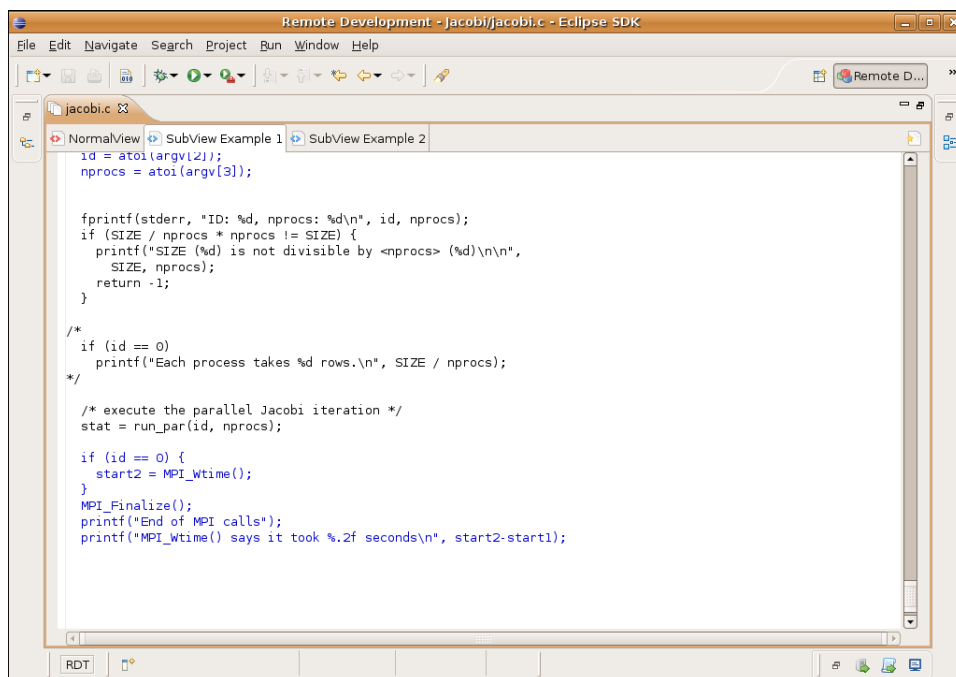 Remote Development - Jacobi/jacobi.c - Eclipse SDK
File Edit Navigate Search Project Run Window Help
010
Remote D... »
jacobi.c
NormalView SubView Example 1 SubView Example 2
id = atoi(argv[2]);
nprocs = atoi(argv[3]);
fprintf(stderr, "ID: %d, nprocs: %d\n", id, nprocs);
if (SIZE / nprocs * nprocs != SIZE) {
printf("SIZE (%d) is not divisible by <nprocs> (%d)\n\n",
SIZE, nprocs);
return -1;
}
/*
if (id == 0)
printf("Each process takes %d rows.\n", SIZE / nprocs);
*/
/* execute the parallel Jacobi iteration */
stat = run_par(id, nprocs);
if (id == 0) {
start2 = MPI_Wtime();
}
MPI_Finalize();
printf("End of MPI calls");
printf("MPI_Wtime() says it took %.2f seconds\n", start2-start1);
RDT